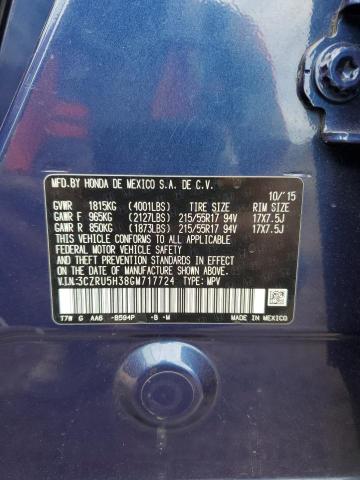 MFD.BY HONDA DE MEXICO S.A. DE C.V.
10/'15
GVWR 1815KG (4001LBS) TIRE SIZE RIM SIZE
GAWR F 965KG (2127LBS) 215/55R17 94V 17X7.5J
GAWR R 850KG (1873LBS) 215/55R17 94V 17X7.5J
THIS VEHICLE CONFORMS TO ALL APPLICABLE
FEDERAL MOTOR VEHICLE SAFETY
AND THEFT PREVENTION STANDARDS IN EFFECT
ON THE DATE OF MANUFACTURE SHOWN ABOVE.
V.I.N:3CZRU5H38GM717724 TYPE: MPV
T7W G AA6 -B594P -B -M
MADE IN MEXICO